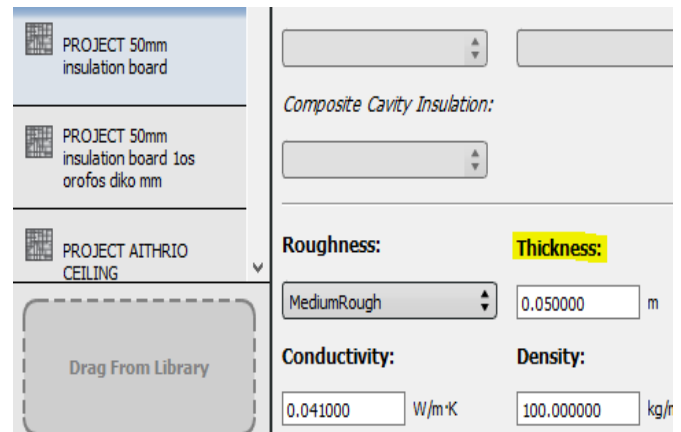 PROJECT 50mm
insulation board
PROJECT 50mm
insulation board 1os
orofos diko mm
PROJECT AITHRIO
CEILING
Drag From Library
Composite Cavity Insulation:
Roughness:
Thickness:
MediumRough
0.050000 m
Conductivity:
Density:
0.041000 W/m·K
100.000000